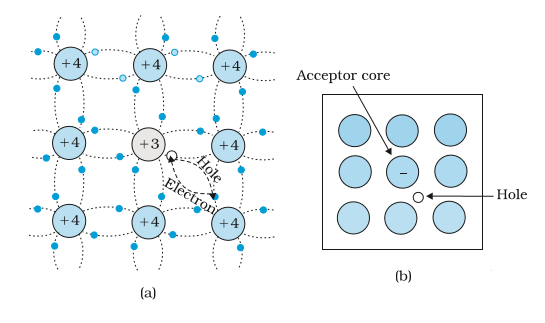 +4 +4 +4
+4 +3 +4
Hole
Electron
+4 +4 +4
(a)
Acceptor core
–
Hole
(b)